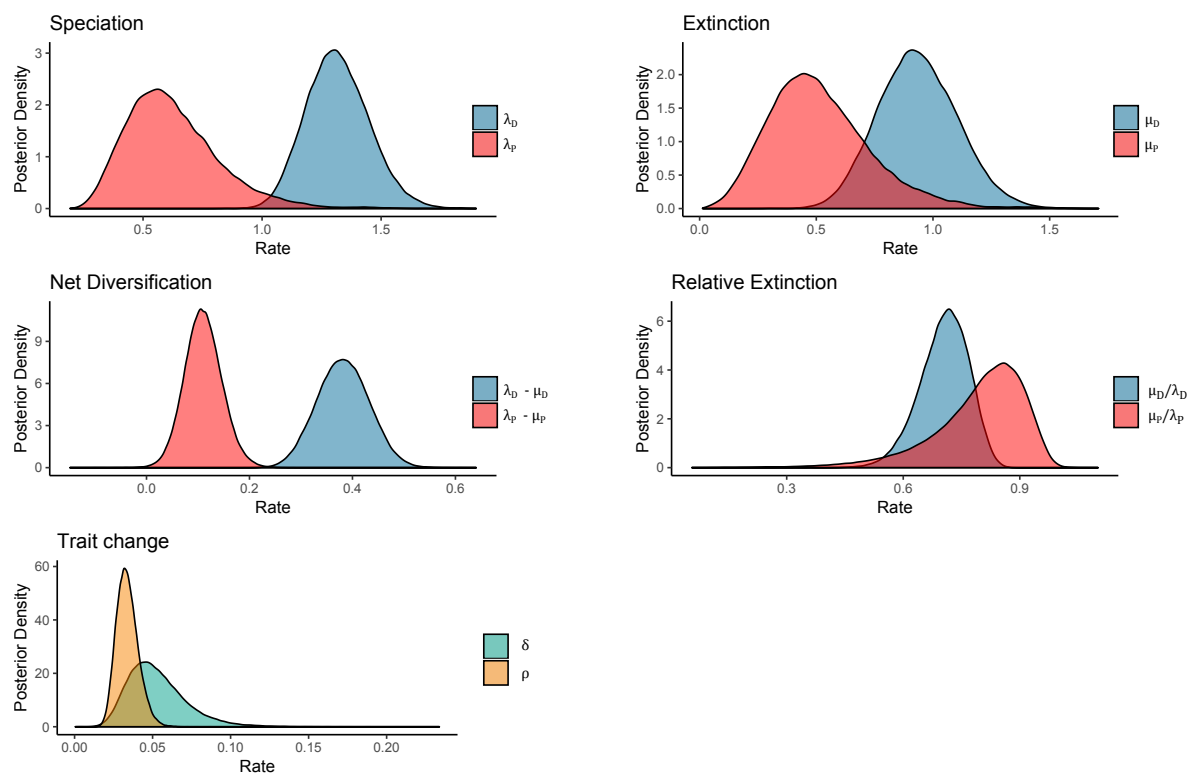 Speciation
Posterior Density
3
2
1
0
0.5 1.0 1.5
Rate
λD
λP
Extinction
Posterior Density
2.0
1.5
1.0
0.5
0.0
0.0 0.5 1.0 1.5
Rate
μD
μP
Net Diversification
Posterior Density
9
6
3
0
0.0 0.2 0.4 0.6
Rate
λD - μD
λP - μP
Relative Extinction
Posterior Density
6
4
2
0
0.3 0.6 0.9
Rate
μD/λD
μP/λP
Trait change
Posterior Density
60
40
20
0
0.00 0.05 0.10 0.15 0.20
Rate
δ
ρ